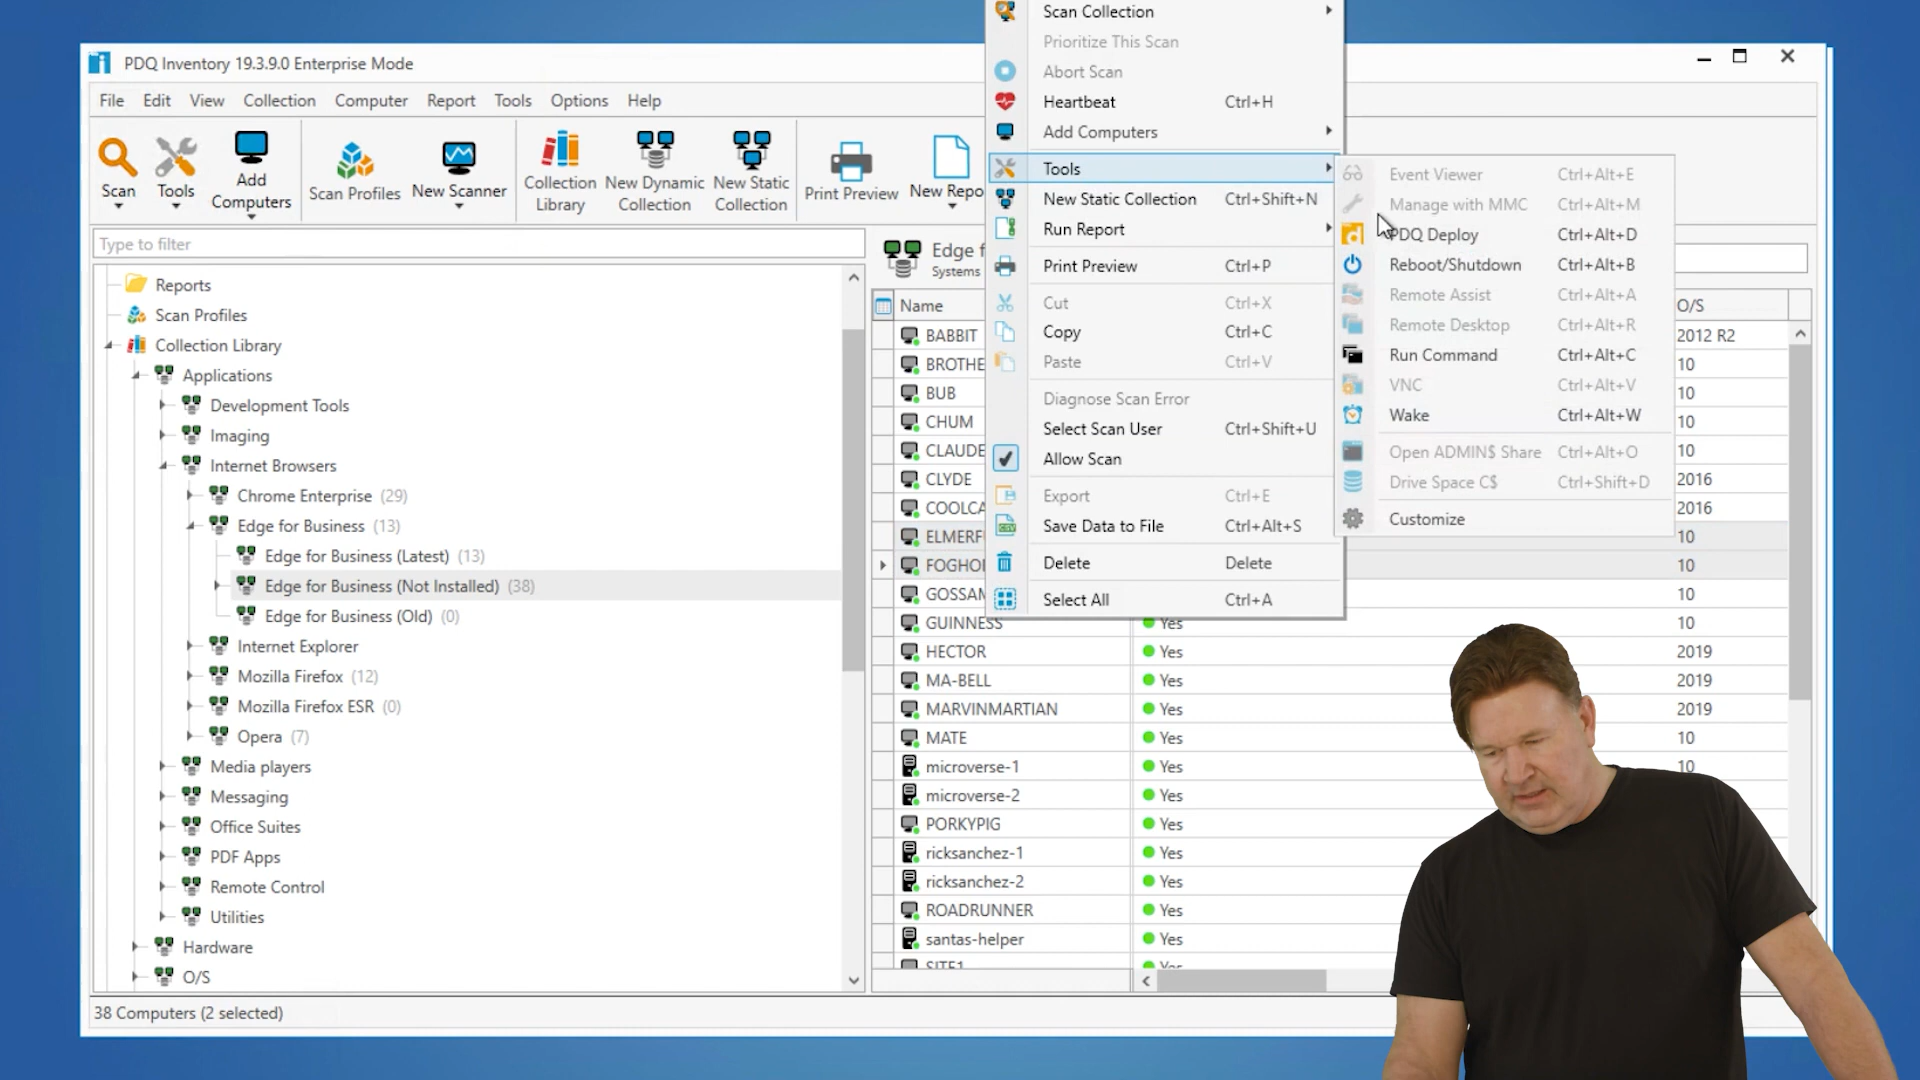 PDQ Inventory 19.3.9.0 Enterprise Mode
File Edit View Collection Computer Report Tools Options Help
Scan
Tools
Add Computers
Scan Profiles
New Scanner
Collection Library
New Dynamic Collection
New Static Collection
Print Preview
New Repo
Type to filter
Reports
Scan Profiles
Collection Library
Applications
Development Tools
Imaging
Internet Browsers
Chrome Enterprise (29)
Edge for Business (13)
Edge for Business (Latest) (13)
Edge for Business (Not Installed) (38)
Edge for Business (Old) (0)
Internet Explorer
Mozilla Firefox (12)
Mozilla Firefox ESR (0)
Opera (7)
Media players
Messaging
Office Suites
PDF Apps
Remote Control
Utilities
Hardware
O/S
38 Computers (2 selected)
Edge f
Systems
Name O/S
BABBIT 2012 R2
BROTHE 10
BUB 10
CHUM 10
CLAUDE 10
CLYDE 2016
COOLCA 2016
ELMERF 10
FOGHO 10
GOSSAM 10
GUINNESS Yes 10
HECTOR Yes 2019
MA-BELL Yes 2019
MARVINMARTIAN Yes 2019
MATE Yes 10
microverse-1 Yes 10
microverse-2 Yes
PORKYPIG Yes
ricksanchez-1 Yes
ricksanchez-2 Yes
ROADRUNNER Yes
santas-helper Yes
SITE1 Yes
Scan Collection
Prioritize This Scan
Abort Scan
Heartbeat Ctrl+H
Add Computers
Tools
New Static Collection Ctrl+Shift+N
Run Report
Print Preview Ctrl+P
Cut Ctrl+X
Copy Ctrl+C
Paste Ctrl+V
Diagnose Scan Error
Select Scan User Ctrl+Shift+U
Allow Scan
Export Ctrl+E
Save Data to File Ctrl+Alt+S
Delete Delete
Select All Ctrl+A
Event Viewer Ctrl+Alt+E
Manage with MMC Ctrl+Alt+M
PDQ Deploy Ctrl+Alt+D
Reboot/Shutdown Ctrl+Alt+B
Remote Assist Ctrl+Alt+A
Remote Desktop Ctrl+Alt+R
Run Command Ctrl+Alt+C
VNC Ctrl+Alt+V
Wake Ctrl+Alt+W
Open ADMIN$ Share Ctrl+Alt+O
Drive Space C$ Ctrl+Shift+D
Customize